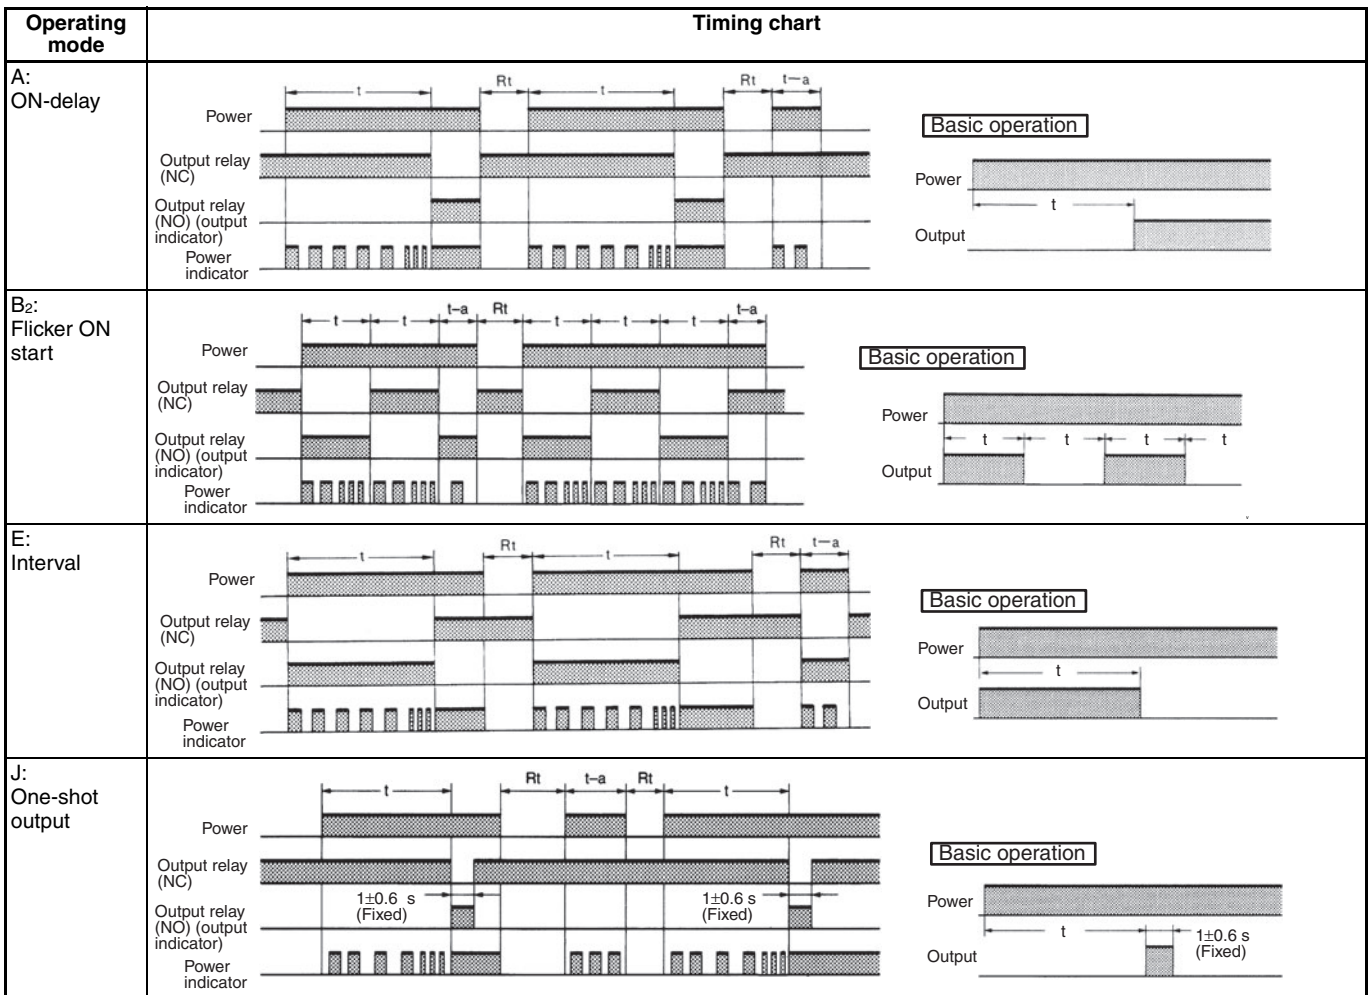 Operating mode
Timing chart
A:
ON-delay
t
Rt
t
Rt
t–a
Power
Output relay
(NC)
Output relay
(NO) (output
indicator)
Power
indicator
Basic operation
Power
t
Output
B2:
Flicker ON
start
t
t
t–a
Rt
t
t
t
t–a
Power
Output relay
(NC)
Output relay
(NO) (output
indicator)
Power
indicator
Basic operation
Power
t
t
t
t
Output
E:
Interval
t
Rt
t
Rt
t–a
Power
Output relay
(NC)
Output relay
(NO) (output
indicator)
Power
indicator
Basic operation
Power
t
Output
J:
One-shot
output
t
Rt
t–a
Rt
t
Power
Output relay
(NC)
1±0.6 s
(Fixed)
1±0.6 s
(Fixed)
Output relay
(NO) (output
indicator)
Power
indicator
Basic operation
Power
t
1±0.6 s
(Fixed)
Output